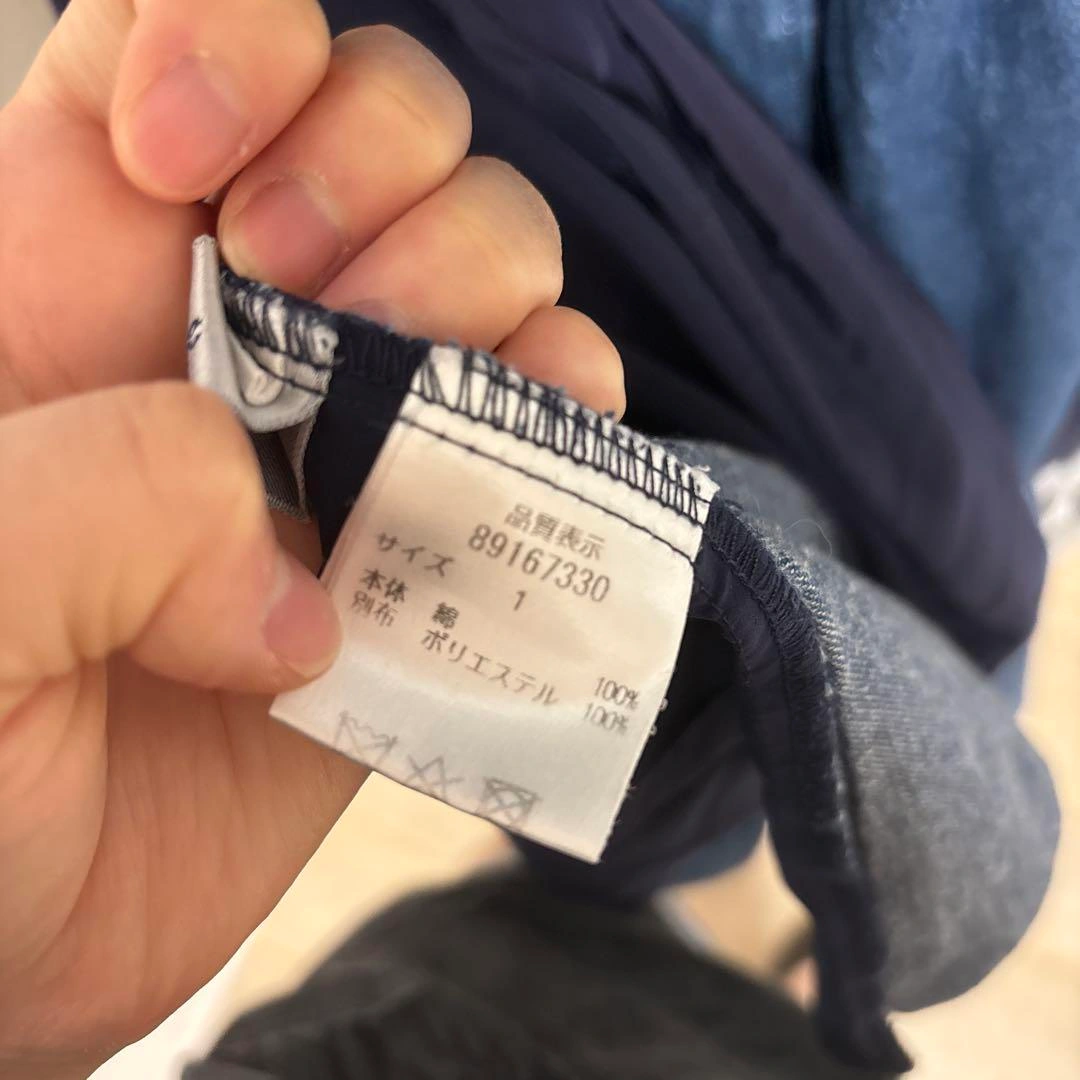 品質表示
89167330
サイズ 1
本体 綿 100%
別布 ポリエステル 100%